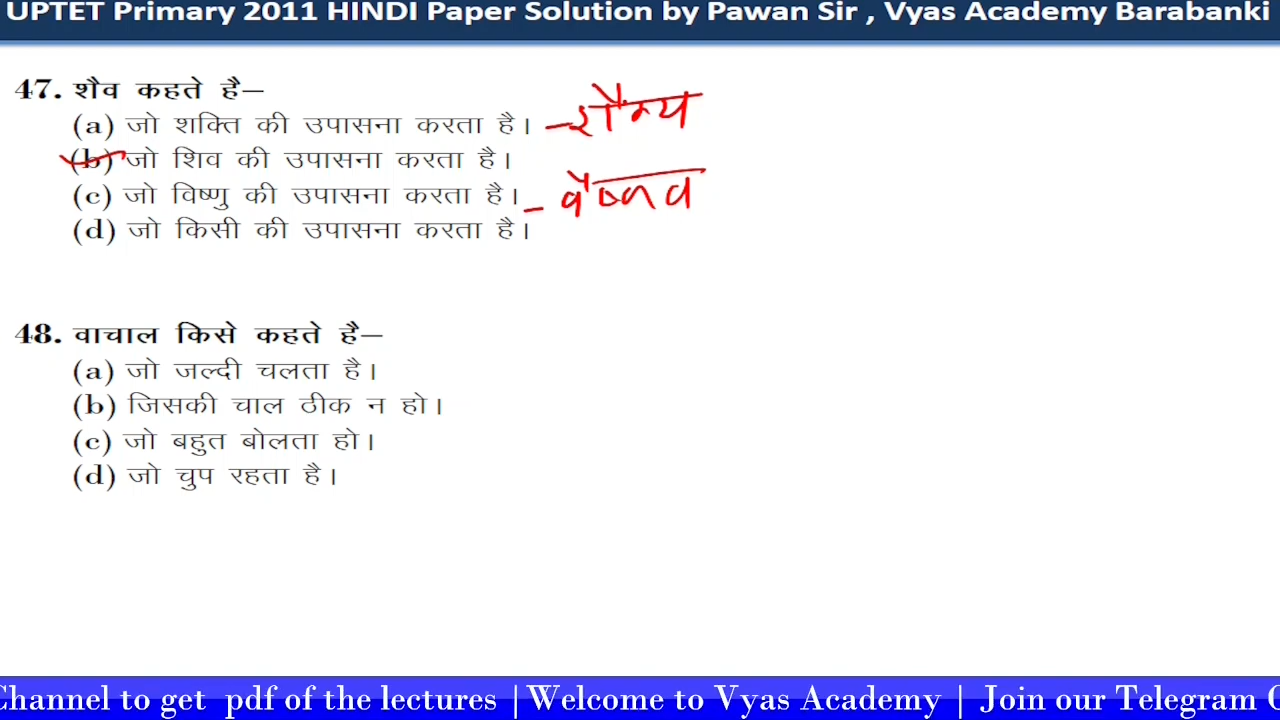 UPTET Primary 2011 HINDI Paper Solution by Pawan Sir , Vyas Academy Barabanki
47. शैव कहते है–
(a) जो शक्ति की उपासना करता है। – शौम्य
(b) जो शिव की उपासना करता है।
(c) जो विष्णु की उपासना करता है। – वैष्णव
(d) जो किसी की उपासना करता है।
48. वाचाल किसे कहते है–
(a) जो जल्दी चलता है।
(b) जिसकी चाल ठीक न हो।
(c) जो बहुत बोलता हो।
(d) जो चुप रहता है।
Channel to get pdf of the lectures | Welcome to Vyas Academy | Join our Telegram C